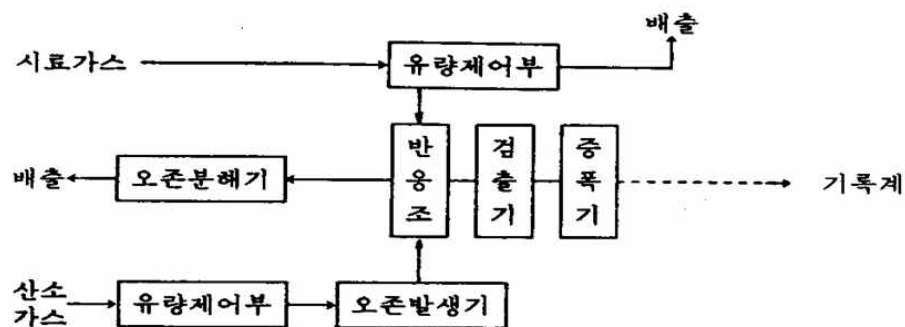 배출
시료가스
유량제어부
배출
오존분해기
반응조
검출기
증폭기
기록계
산소
가스
유량제어부
오존발생기